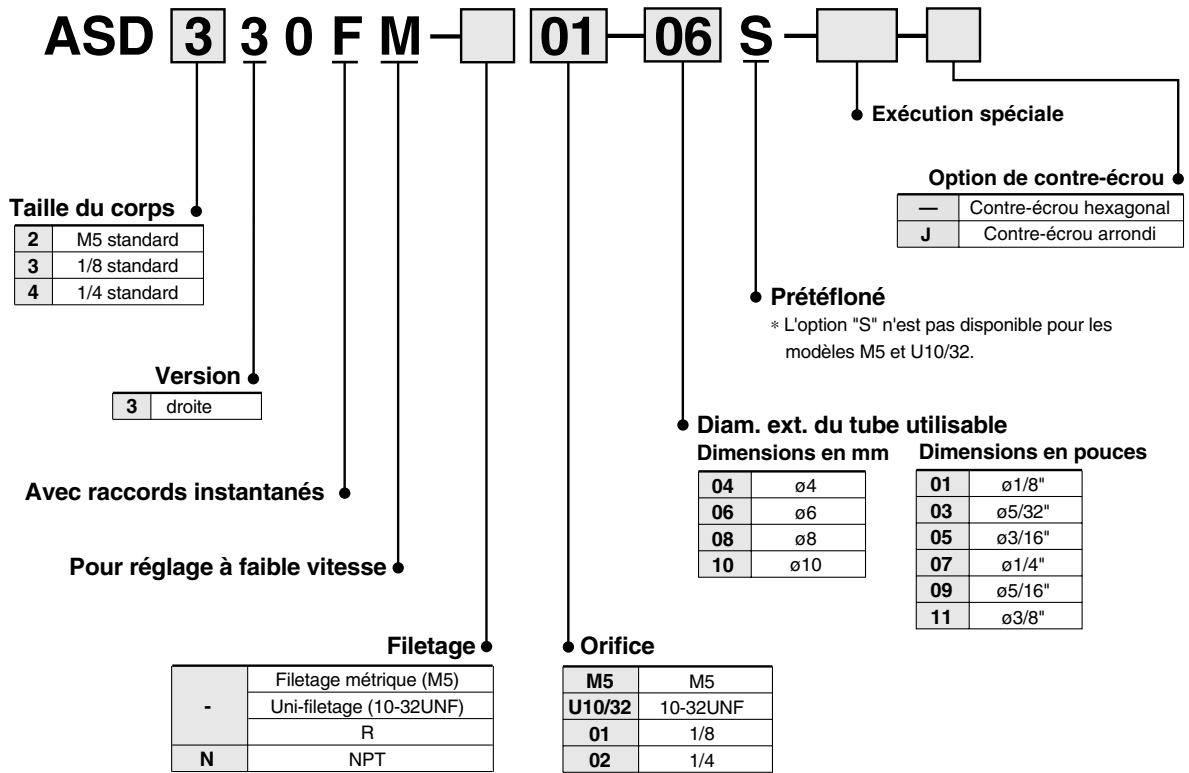 ASD 3 3 0 F M – 01 – 06 S – -
Exécution spéciale
Option de contre-écrou
— Contre-écrou hexagonal
J Contre-écrou arrondi
Taille du corps
2 M5 standard
3 1/8 standard
4 1/4 standard
Prétéfloné
* L'option "S" n'est pas disponible pour les
modèles M5 et U10/32.
Version
3 droite
Diam. ext. du tube utilisable
Dimensions en mm
04 ø4
06 ø6
08 ø8
10 ø10
Dimensions en pouces
01 ø1/8"
03 ø5/32"
05 ø3/16"
07 ø1/4"
09 ø5/16"
11 ø3/8"
Avec raccords instantanés
Pour réglage à faible vitesse
Filetage
Filetage métrique (M5)
- Uni-filetage (10-32UNF)
R
N NPT
Orifice
M5 M5
U10/32 10-32UNF
01 1/8
02 1/4